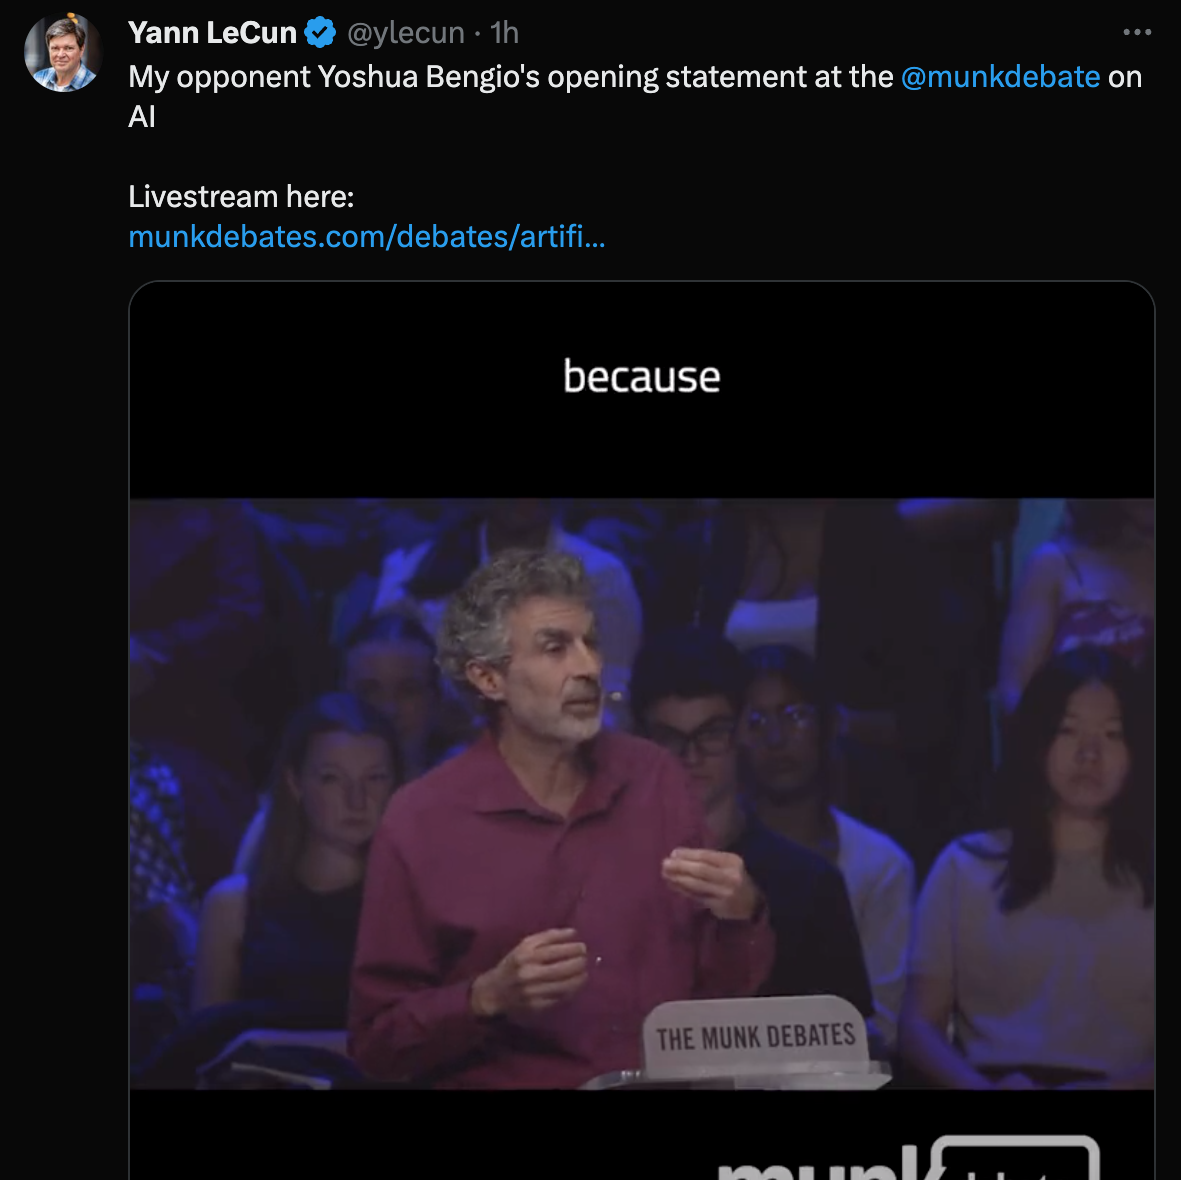 Yann LeCun @ylecun · 1h
My opponent Yoshua Bengio's opening statement at the @munkdebate on
AI
Livestream here:
munkdebates.com/debates/artifi...
because
THE MUNK DEBATES
munk